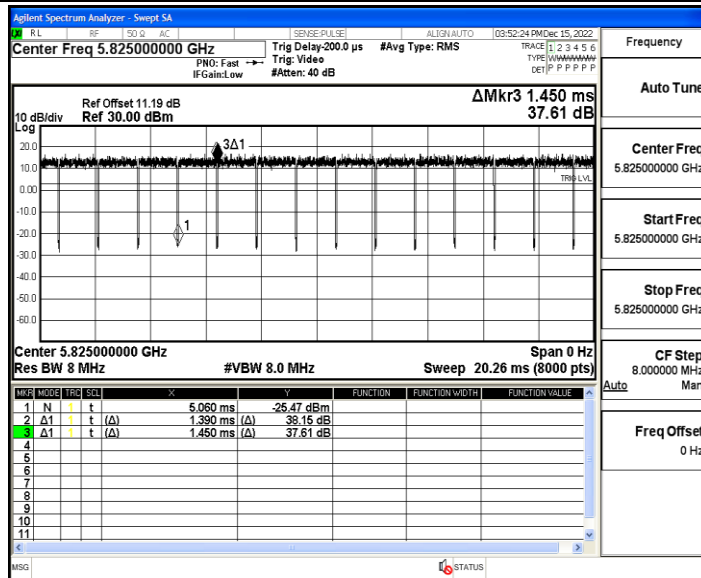 Agilent Spectrum Analyzer - Swept SA
RL RF 50 Ω AC SENSE:PULSE ALIGN AUTO 03:52:24 PM Dec 15, 2022
Center Freq 5.825000000 GHz
PNO: Fast
IFGain:Low
Trig Delay-200.0 µs
Trig: Video
#Atten: 40 dB
#Avg Type: RMS
TRACE 1 2 3 4 5 6
TYPE WWWWWW
DET P P P P P P
Ref Offset 11.19 dB
10 dB/div Ref 30.00 dBm
Log
ΔMkr3 1.450 ms
37.61 dB
20.0
10.0
0.00
-10.0
-20.0
-30.0
-40.0
-50.0
-60.0
3Δ1
TRIG LVL
1
Center 5.825000000 GHz Span 0 Hz
Res BW 8 MHz #VBW 8.0 MHz Sweep 20.26 ms (8000 pts)
MKR MODE TRC SCL X Y FUNCTION FUNCTION WIDTH FUNCTION VALUE
1 N 1 t 5.060 ms -25.47 dBm
2 Δ1 1 t (Δ) 1.390 ms (Δ) 38.15 dB
3 Δ1 1 t (Δ) 1.450 ms (Δ) 37.61 dB
4
5
6
7
8
9
10
11
MSG STATUS
Frequency
Auto Tune
Center Freq
5.825000000 GHz
Start Freq
5.825000000 GHz
Stop Freq
5.825000000 GHz
CF Step
8.000000 MHz
Auto Man
Freq Offset
0 Hz